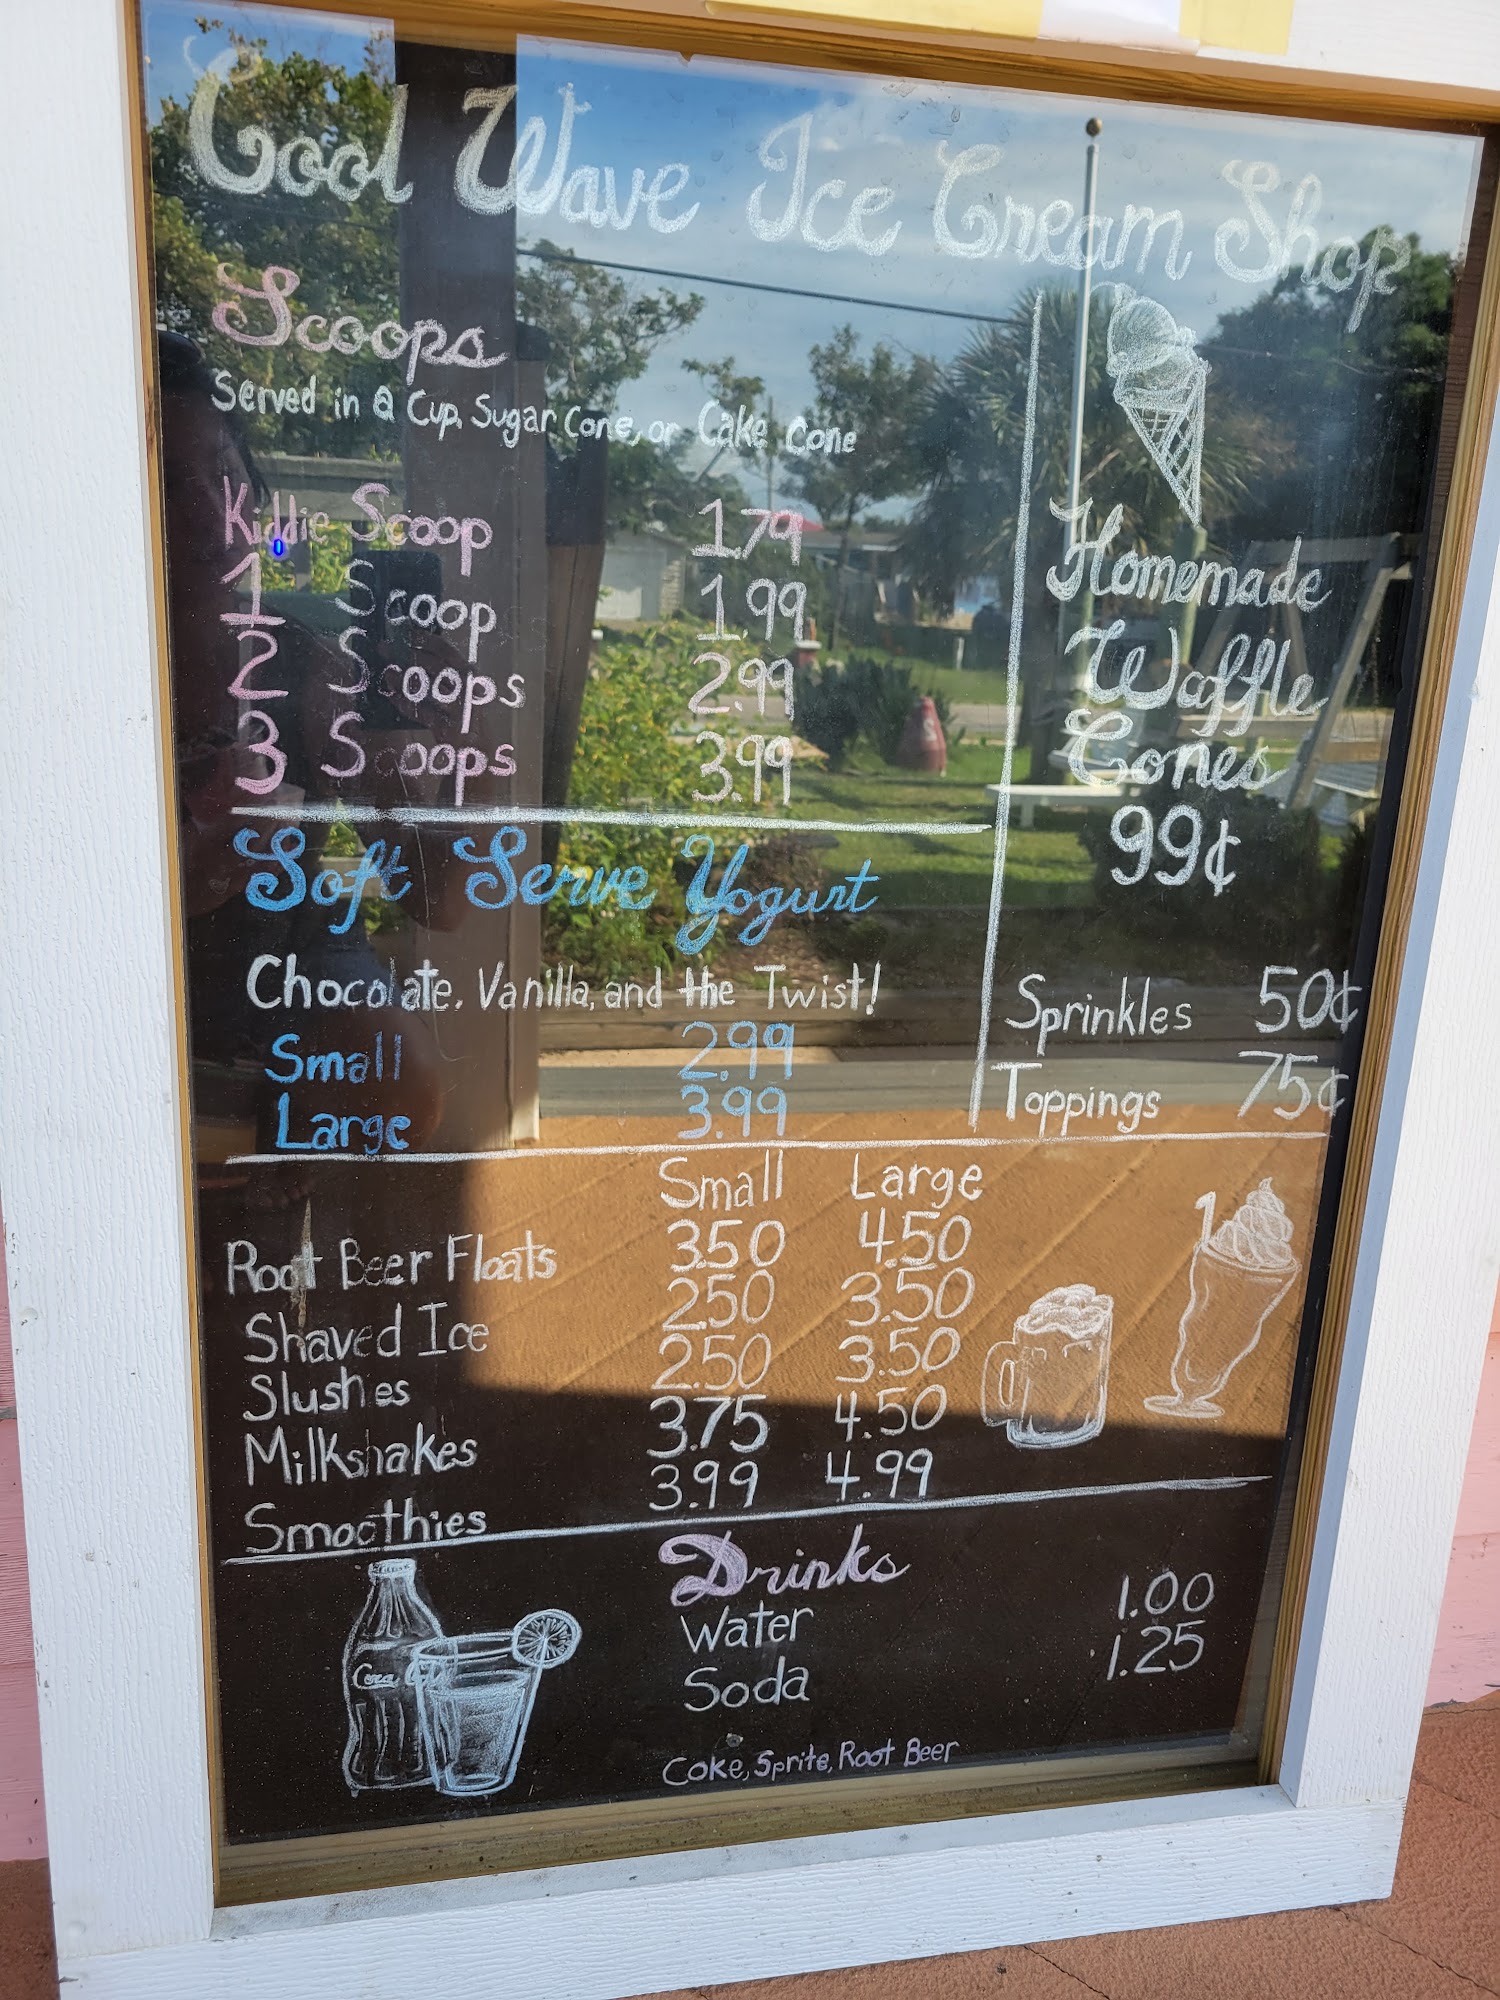 Cool Wave Ice Cream Shop
Scoops
Served in a Cup, Sugar Cone, or Cake Cone
Kiddie Scoop 1.79
1 Scoop 1.99
2 Scoops 2.99
3 Scoops 3.99
Homemade
Waffle
Cones
99¢
Soft Serve Yogurt
Chocolate, Vanilla, and the Twist!
Small 2.99
Large 3.99
Sprinkles 50¢
Toppings 75¢
Small Large
Root Beer Floats 3.50 4.50
Shaved Ice 2.50 3.50
Slushes 2.50 3.50
Milkshakes 3.75 4.50
Smoothies 3.99 4.99
Drinks
Water 1.00
Soda 1.25
Coke, Sprite, Root Beer